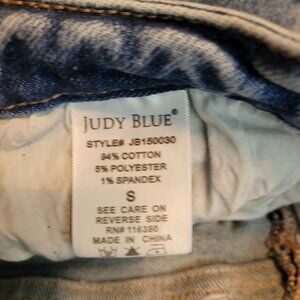 JUDY BLUE®
STYLE# JB150030
94% COTTON
5% POLYESTER
1% SPANDEX
S
SEE CARE ON
REVERSE SIDE
RN# 116380
MADE IN CHINA